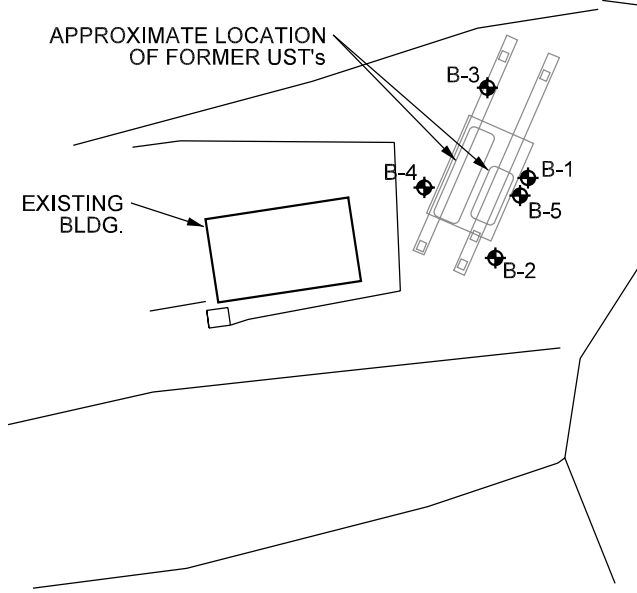 APPROXIMATE LOCATION
OF FORMER UST's
B-3
B-1
B-4
B-5
EXISTING
BLDG.
B-2